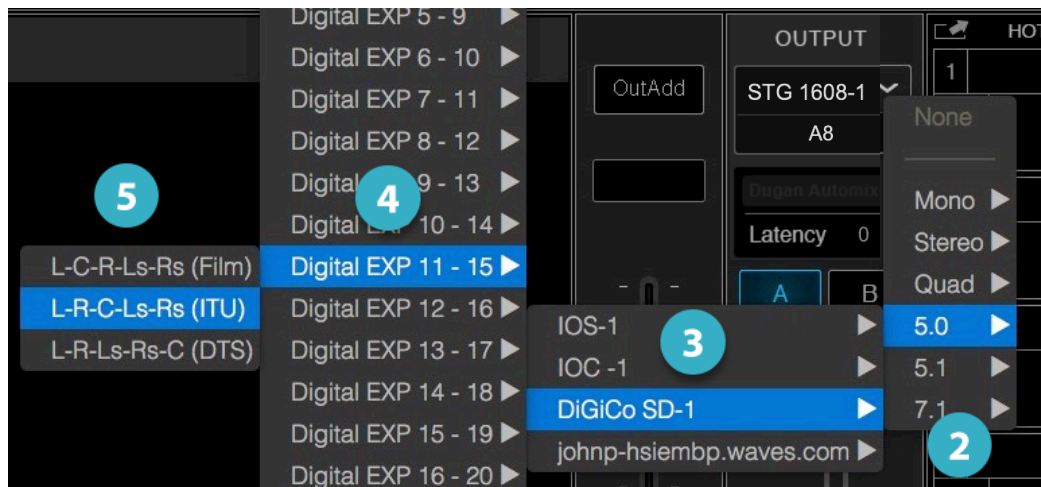 Digital EXP 5 - 9
Digital EXP 6 - 10
Digital EXP 7 - 11
Digital EXP 8 - 12
Digital 9 - 13
Digital 10 - 14
Digital EXP 11 - 15
Digital EXP 12 - 16
Digital EXP 13 - 17
Digital EXP 14 - 18
Digital EXP 15 - 19
Digital EXP 16 - 20
5
4
L-C-R-Ls-Rs (Film)
L-R-C-Ls-Rs (ITU)
L-R-Ls-Rs-C (DTS)
OutAdd
OUTPUT
STG 1608-1
A8
Dugan Automix
Latency 0
A B
IOS-1
IOC -1
DiGiCo SD-1
johnp-hsiembp.waves.com
3
HOT
1
None
Mono
Stereo
Quad
5.0
5.1
7.1
2